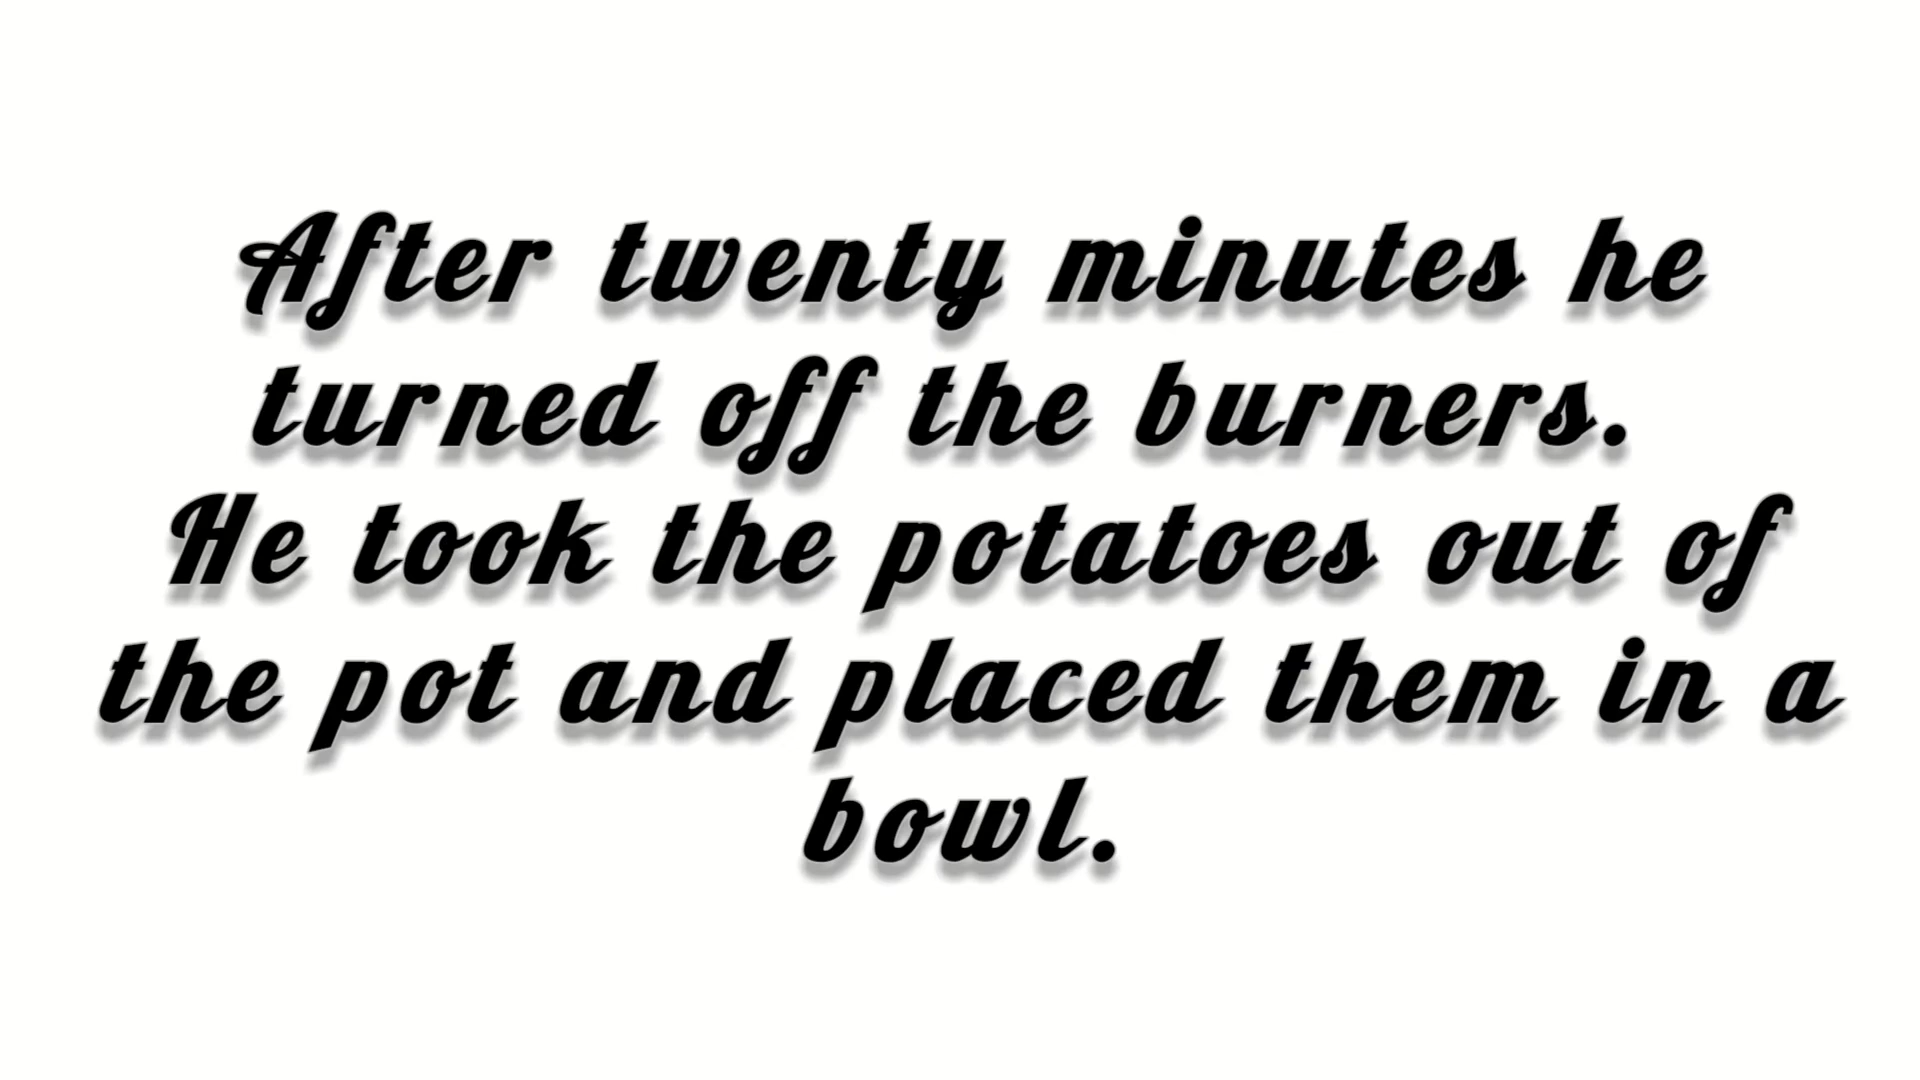 After twenty minutes he
turned off the burners.
He took the potatoes out of
the pot and placed them in a
bowl.